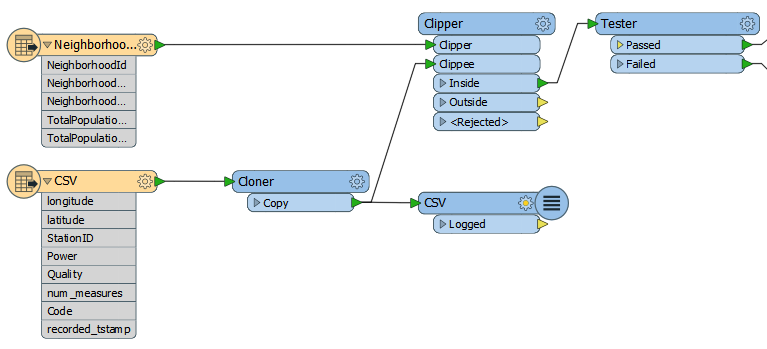 Neighborhoo...
NeighborhoodId
Neighborhood...
Neighborhood...
TotalPopulatio...
TotalPopulatio...
CSV
longitude
latitude
StationID
Power
Quality
num_measures
Code
recorded_tstamp
Cloner
Copy
Clipper
Clipper
Clippee
Inside
Outside
<Rejected>
CSV
Logged
Tester
Passed
Failed